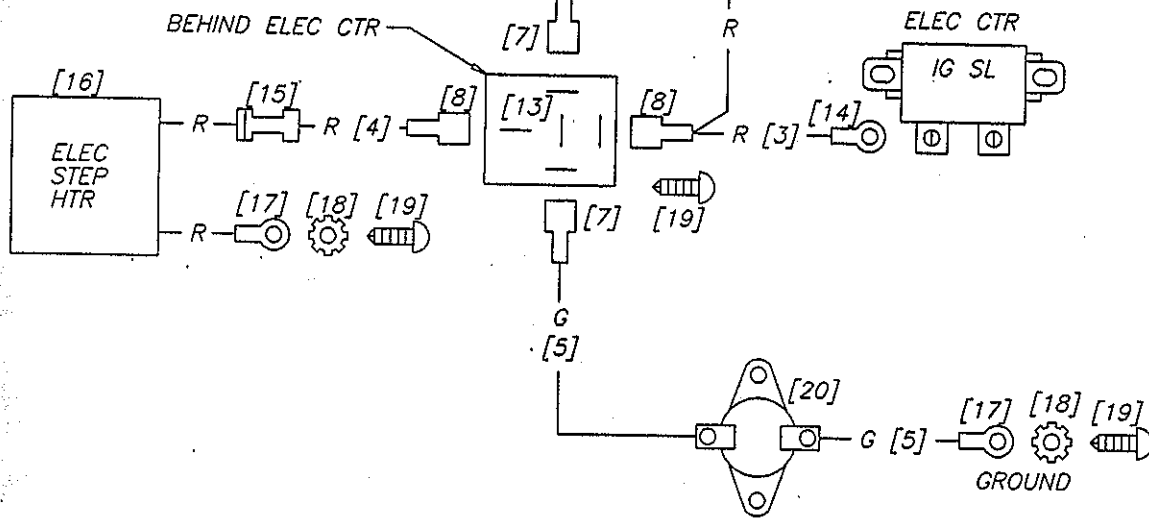 BEHIND ELEC CTR
[7]
R
ELEC CTR
IG SL
[16]
[15]
[8]
[13]
[8]
[14]
R
R [4]
R [3]
ELEC
STEP
HTR
[17]
[18]
[19]
R
[7]
[19]
G
[5]
[20]
G [5]
[17]
[18]
[19]
GROUND